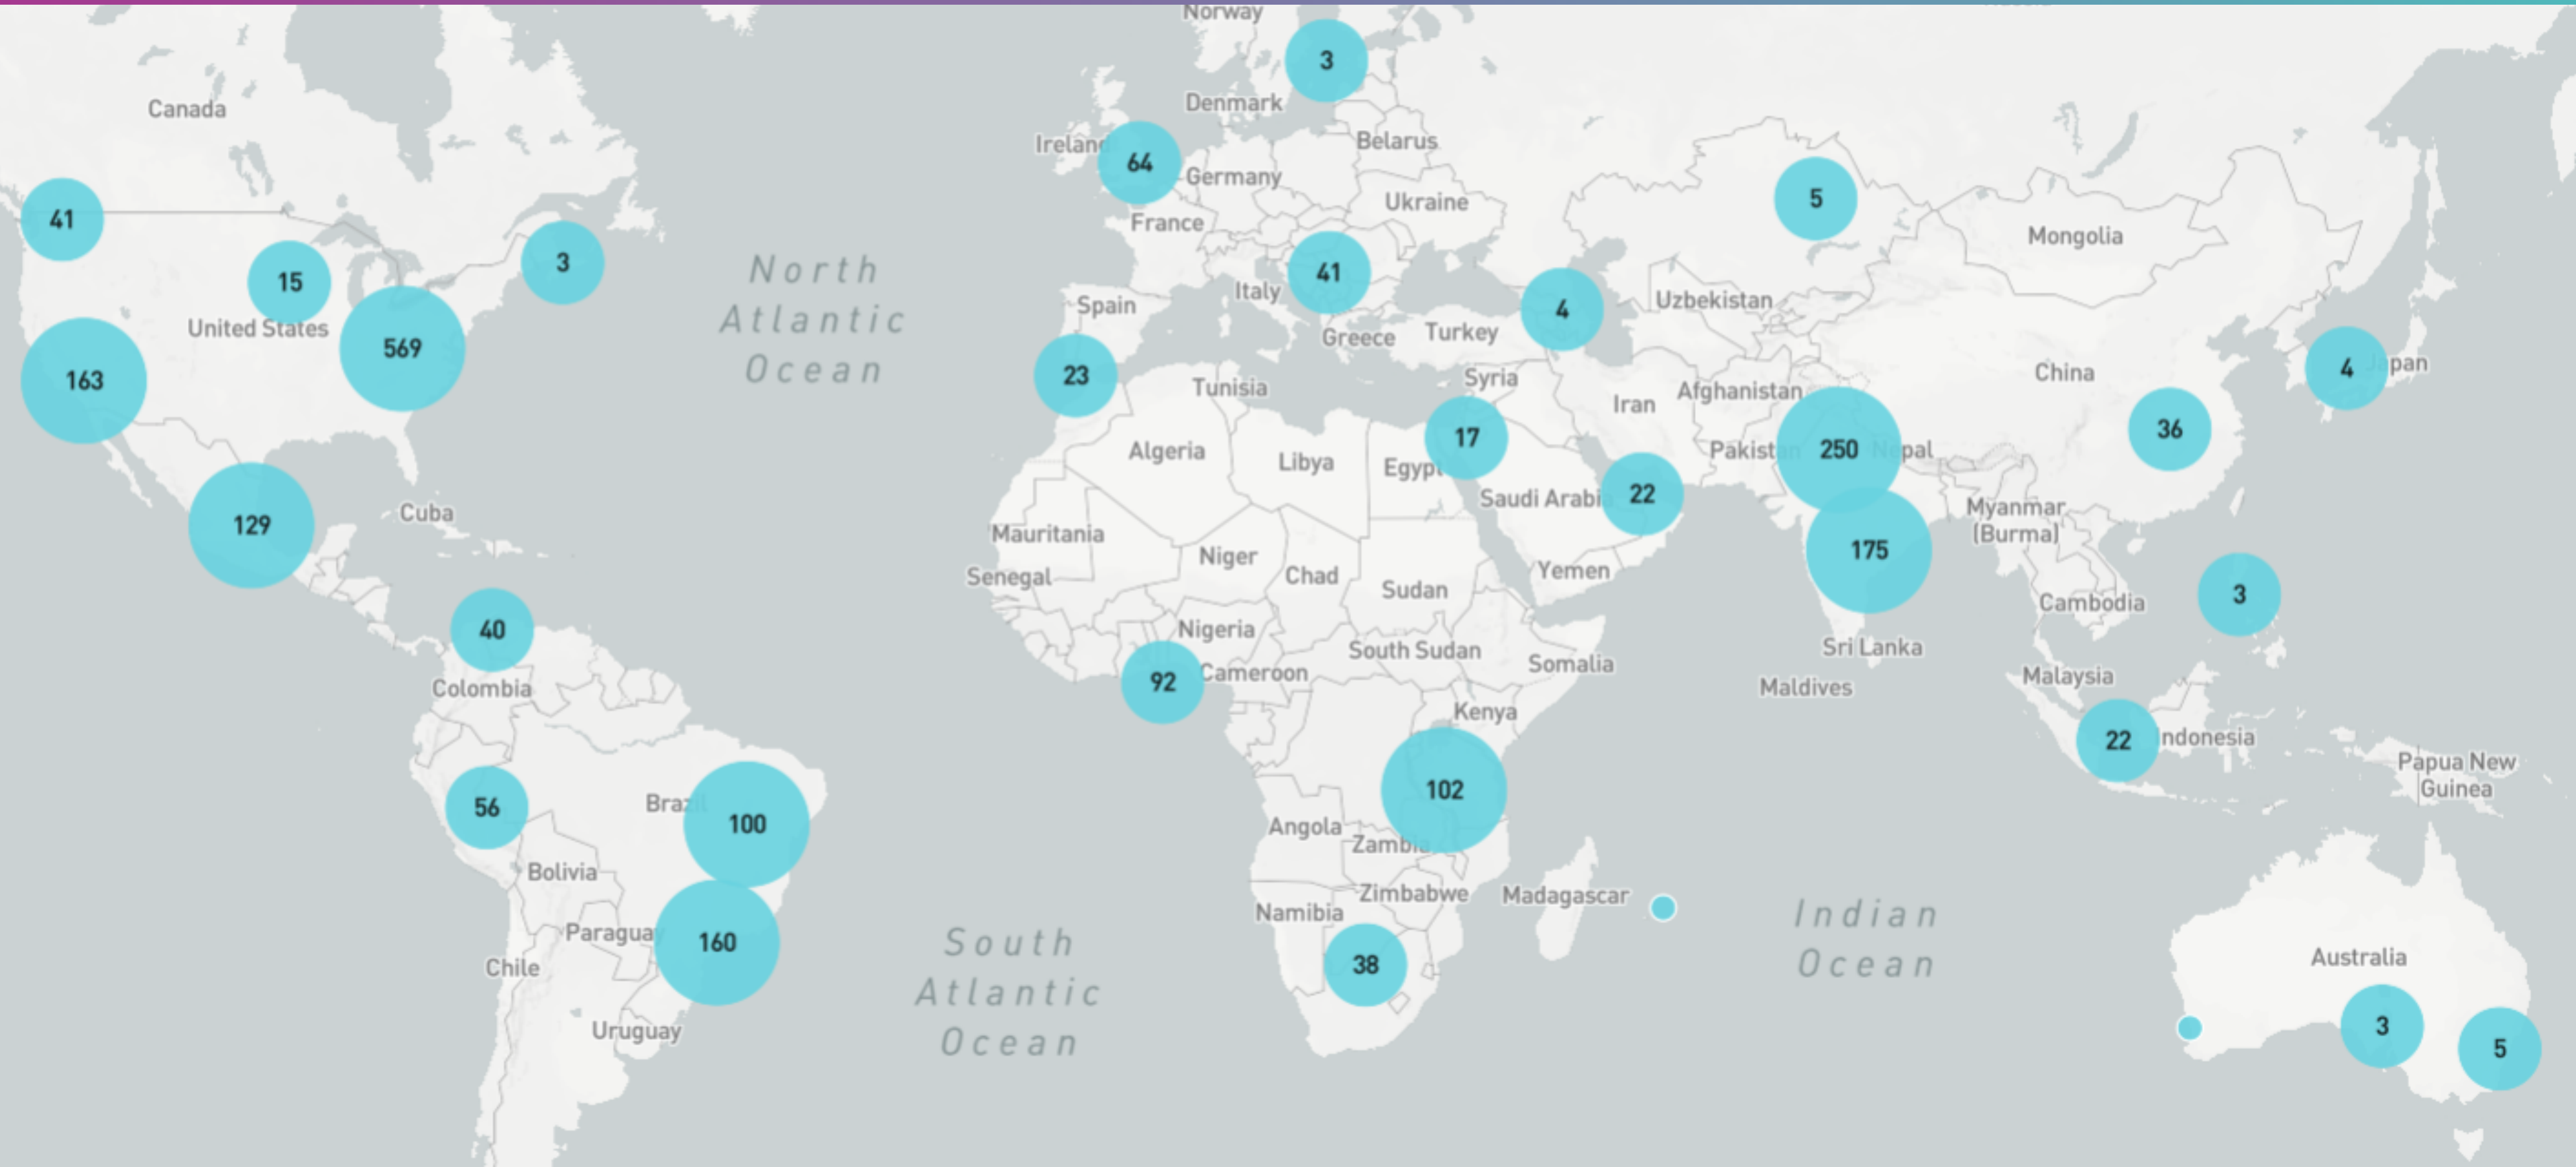 Norway
3
Denmark
Canada
Ireland
64
Belarus
Germany
41
Ukraine
5
France
Mongolia
15
3
North
Atlantic
Ocean
41
Italy
Spain
4
Uzbekistan
United States
569
Greece
Turkey
163
23
Tunisia
Syria
Iran
Afghanistan
China
4
Japan
36
17
Algeria
Libya
Egypt
Pakistan
250
Nepal
Saudi Arabi
22
129
Cuba
Mauritania
Niger
Chad
Sudan
Yemen
175
Myanmar
(Burma)
Senegal
Cambodia
3
40
Nigeria
South Sudan
Somalia
Sri Lanka
Colombia
92
Cameroon
Kenya
Maldives
Malaysia
22
Indonesia
Papua New
Guinea
56
Brazil
100
102
Angola
Zambia
Bolivia
Zimbabwe
Madagascar
Namibia
Paraguay
160
Chile
South
Atlantic
Ocean
38
Indian
Ocean
Australia
Uruguay
3
5